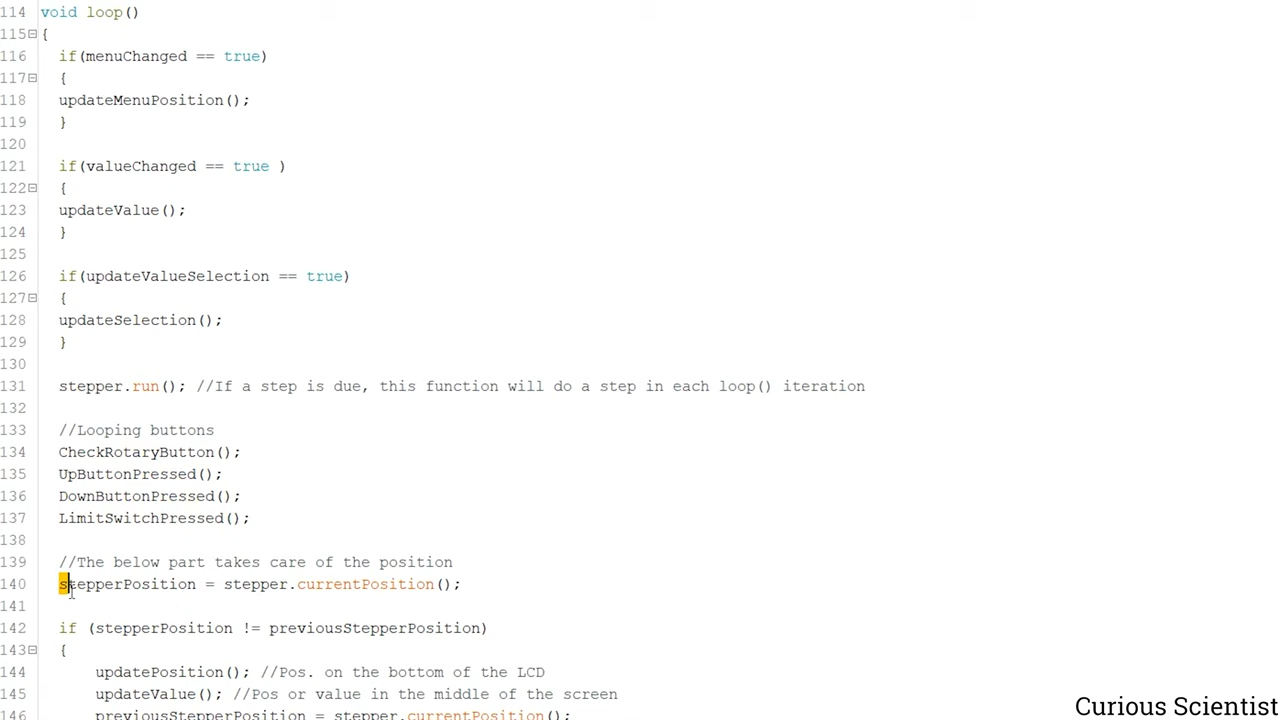 114 void loop()
115 {
116 if(menuChanged == true)
117 {
118 updateMenuPosition();
119 }
120
121 if(valueChanged == true )
122 {
123 updateValue();
124 }
125
126 if(updateValueSelection == true)
127 {
128 updateSelection();
129 }
130
131 stepper.run(); //If a step is due, this function will do a step in each loop() iteration
132
133 //Looping buttons
134 CheckRotaryButton();
135 UpButtonPressed();
136 DownButtonPressed();
137 LimitSwitchPressed();
138
139 //The below part takes care of the position
140 stepperPosition = stepper.currentPosition();
141
142 if (stepperPosition != previousStepperPosition)
143 {
144 updatePosition(); //Pos. on the bottom of the LCD
145 updateValue(); //Pos or value in the middle of the screen
146 previousStepperPosition = stepper.currentPosition();
Curious Scientist